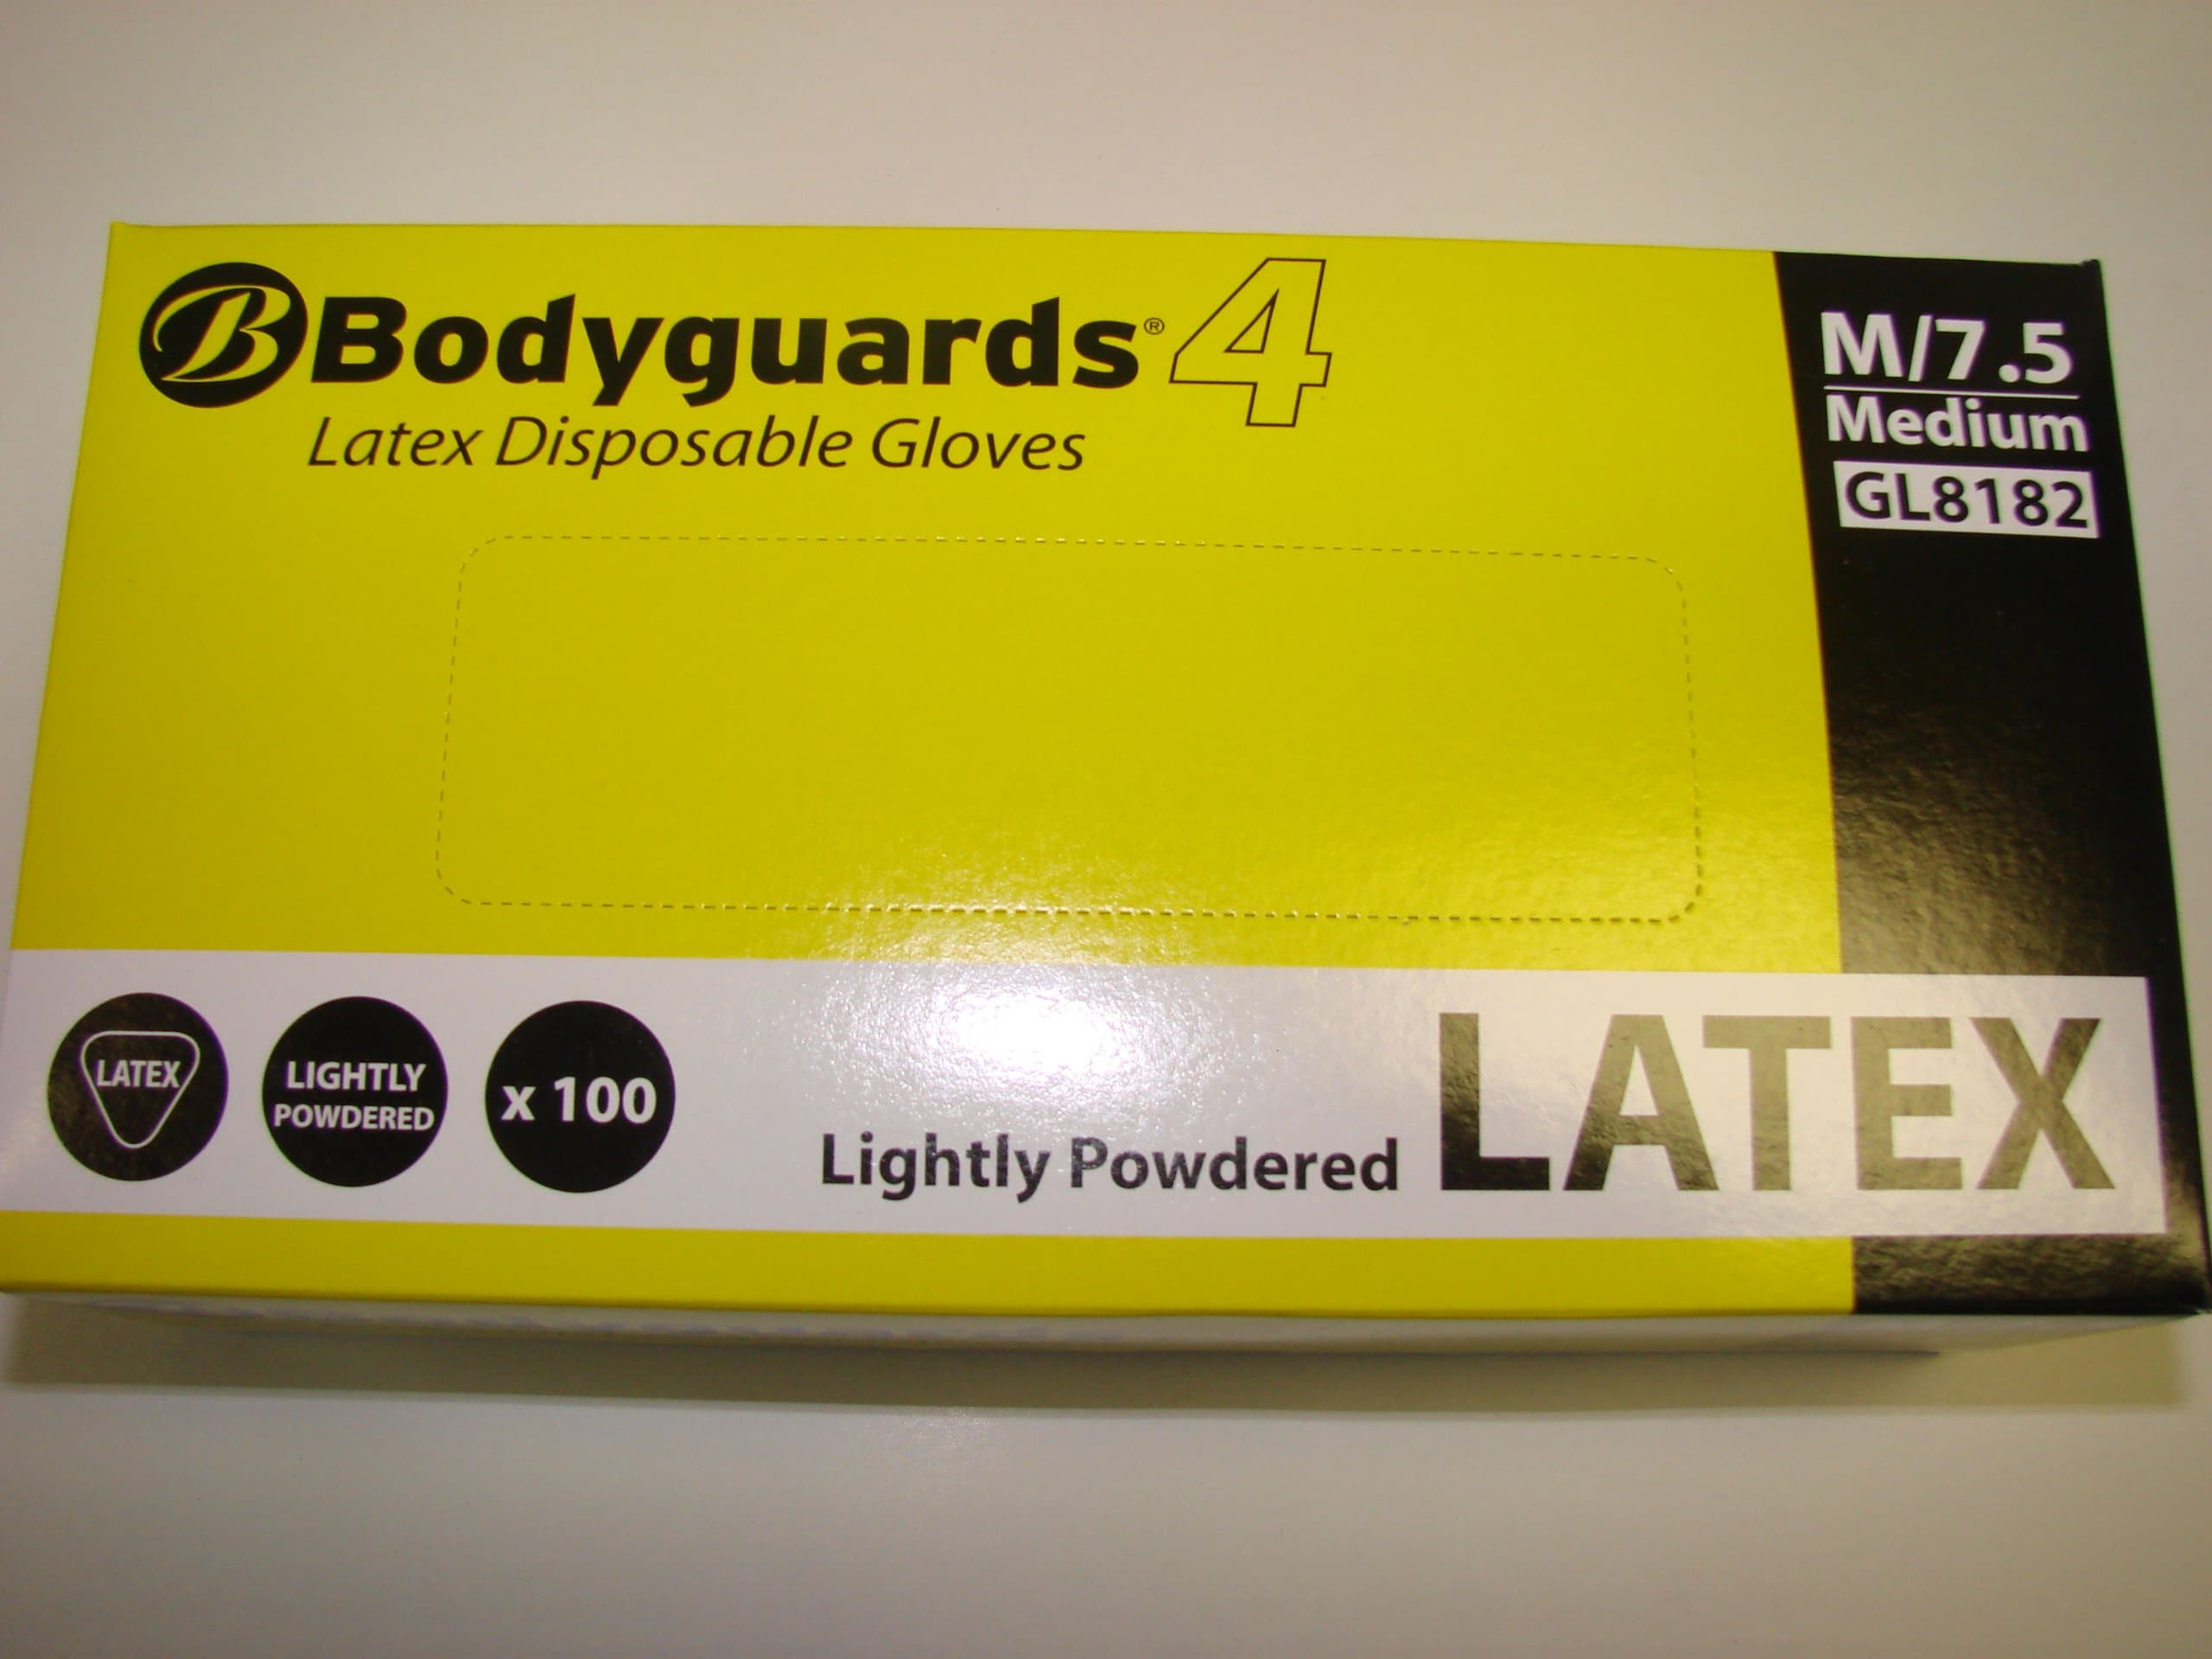 B Bodyguards® 4
Latex Disposable Gloves
M/7.5
Medium
GL8182
LATEX
LIGHTLY
POWDERED
x 100
Lightly Powdered LATEX